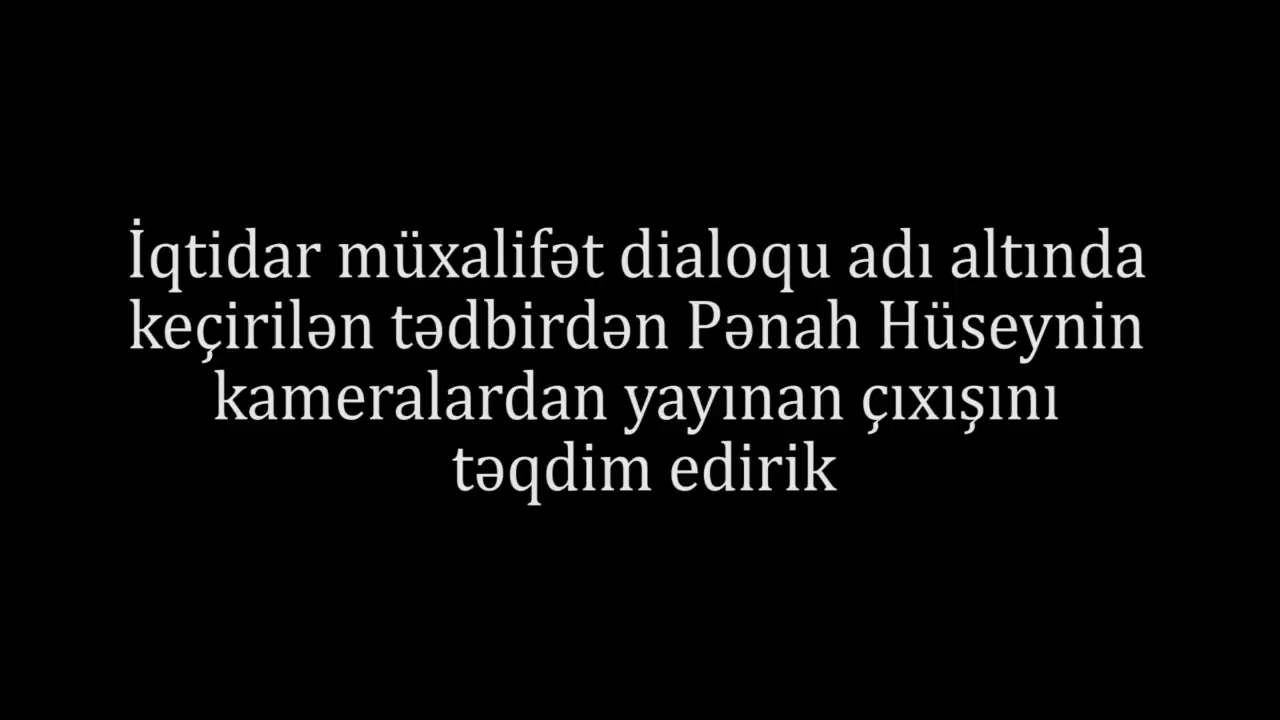 İqtidar müxalifət dialoqu adı altında
keçirilən tədbirdən Pənah Hüseynin
kameralardan yayınan çıxışını
təqdim edirik